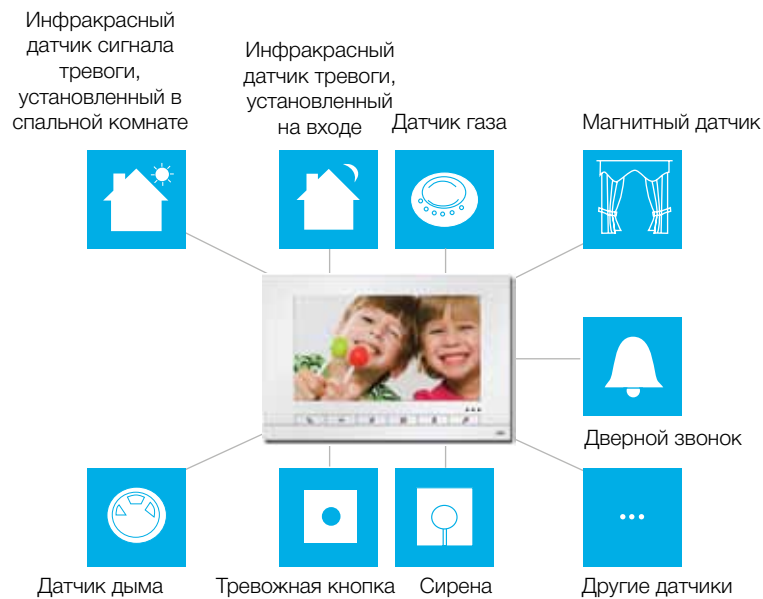 Инфракрасный
датчик сигнала
тревоги,
установленный в
спальной комнате
Инфракрасный
датчик тревоги,
установленный
на входе
Датчик газа
Магнитный датчик
Дверной звонок
Датчик дыма
Тревожная кнопка
Сирена
Другие датчики